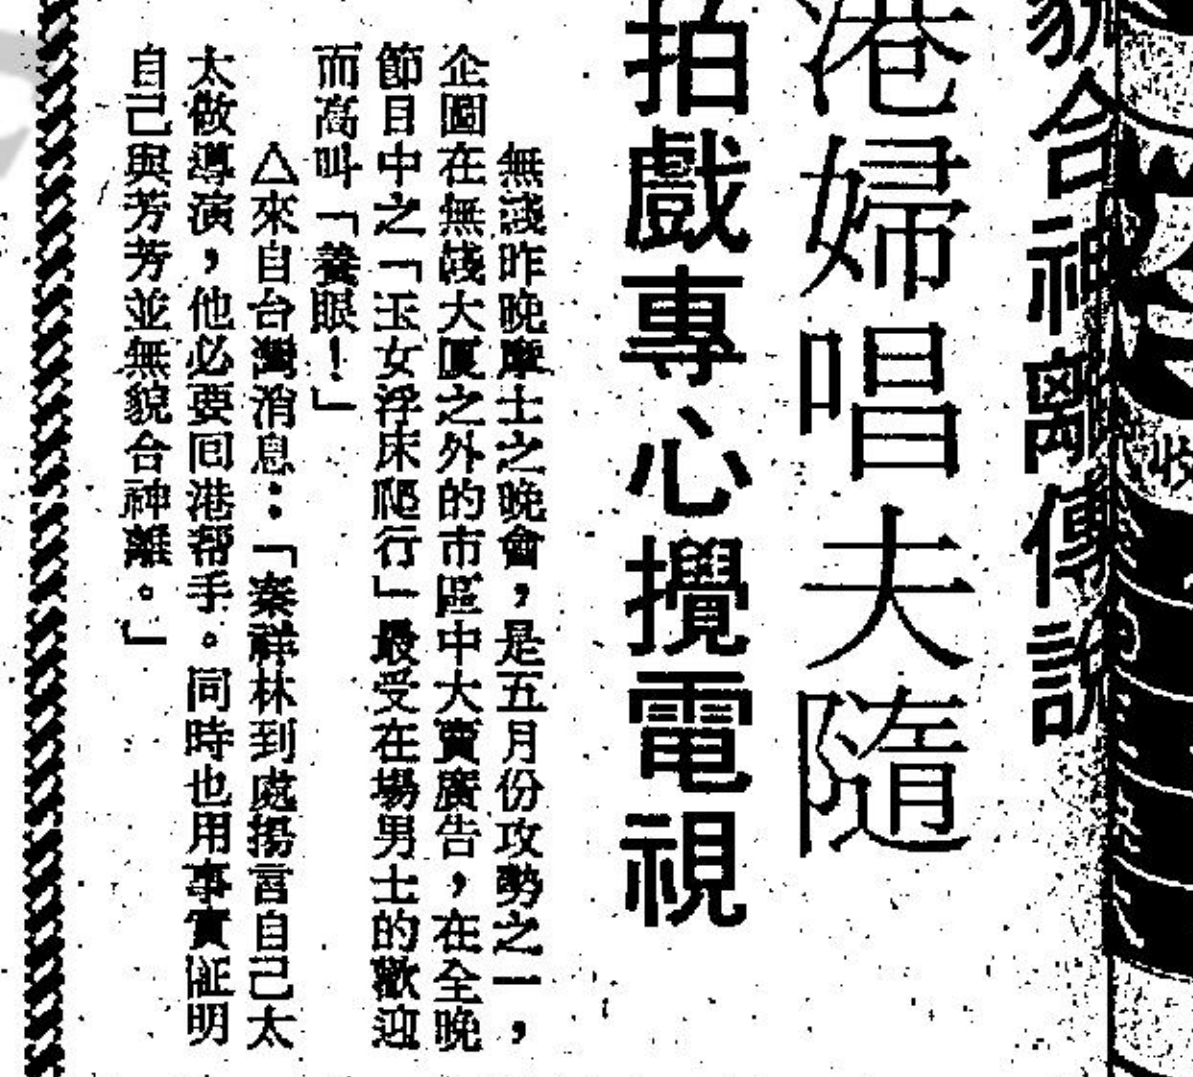 貌合神離傳說
港婦唱夫隨
拍戲專心攪電視
無綫昨晚摩士之晚會，是五月份攻勢之一，
企圖在無綫大厦之外的市區中大賣廣告，在全晚
節目中之「玉女浮床爬行」最受在場男士的歡迎
而高叫「養眼！」
△來自台灣消息：「秦祥林到處揚言自己太
太做導演，他必要回港幫手。同時也用事實証明
自己與芳芳並無貌合神離。」